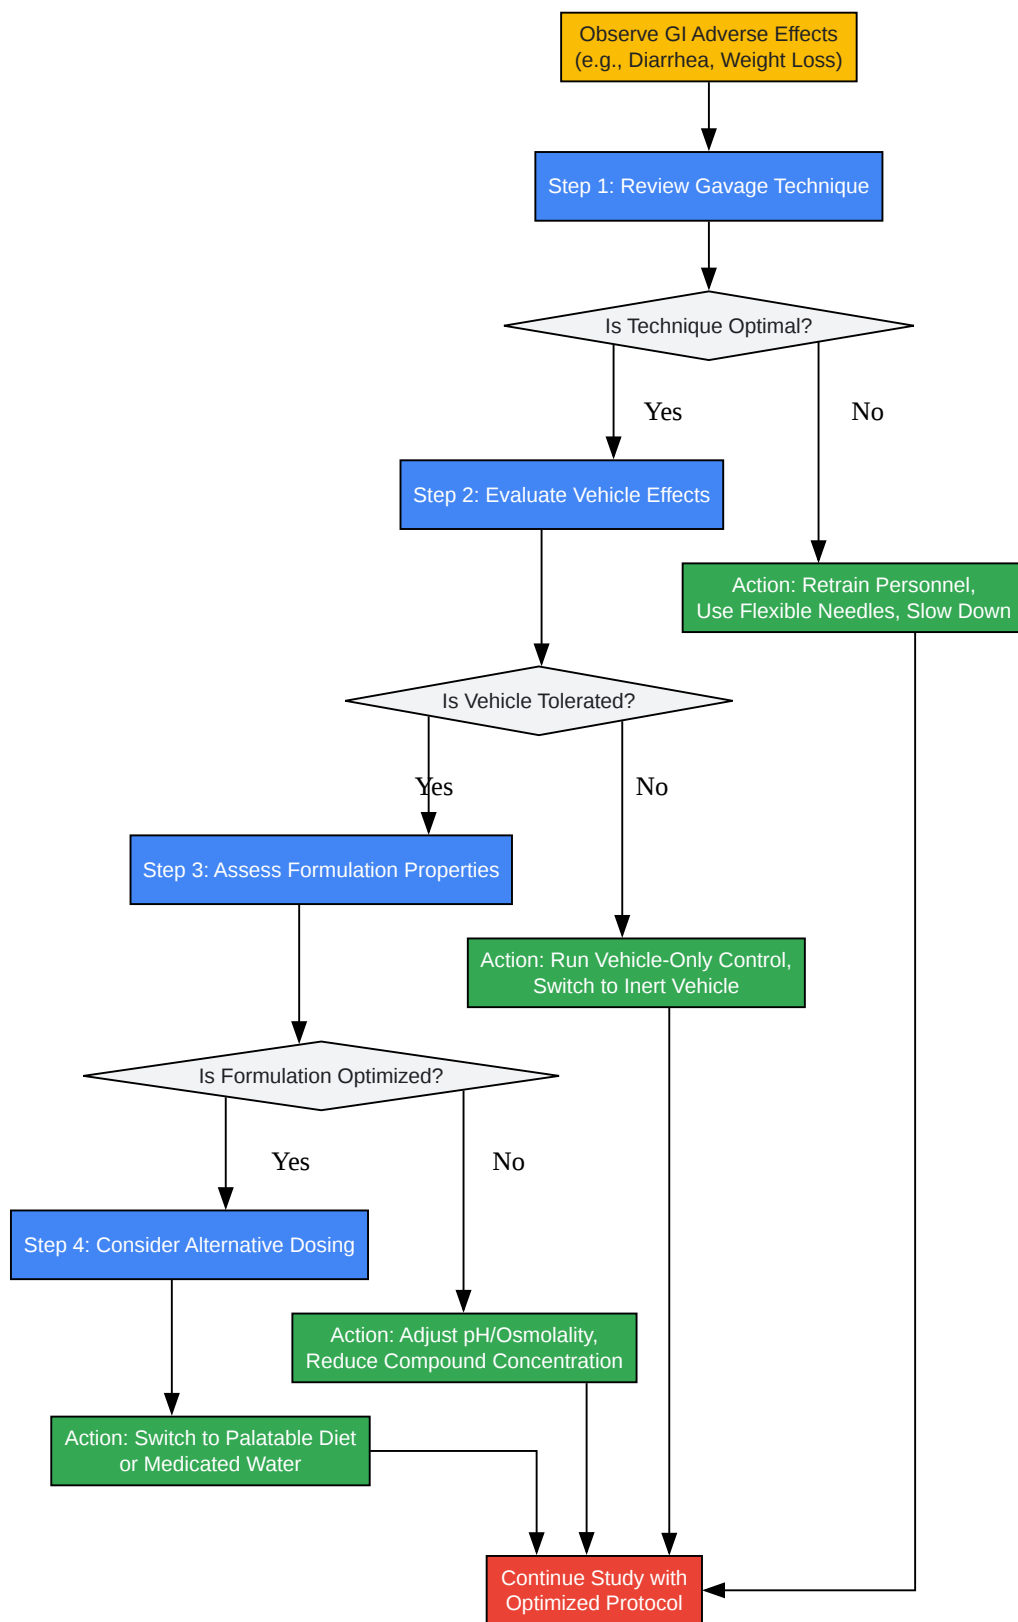 Observe GI Adverse Effects
(e.g., Diarrhea, Weight Loss)
Step 1: Review Gavage Technique
Is Technique Optimal?
Yes
No
Step 2: Evaluate Vehicle Effects
Action: Retrain Personnel,
Use Flexible Needles, Slow Down
Is Vehicle Tolerated?
Yes
No
Step 3: Assess Formulation Properties
Action: Run Vehicle-Only Control,
Switch to Inert Vehicle
Is Formulation Optimized?
Yes
No
Step 4: Consider Alternative Dosing
Action: Adjust pH/Osmolality,
Reduce Compound Concentration
Action: Switch to Palatable Diet
or Medicated Water
Continue Study with
Optimized Protocol